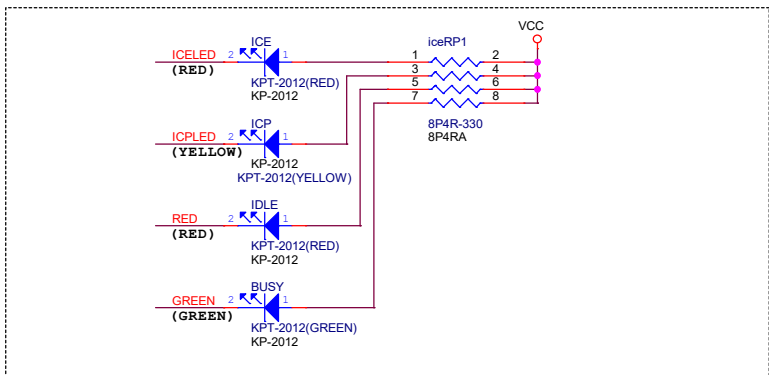 VCC
ICE
iceRP1
ICELED 2 1 1 2
(RED) 3 4
KPT-2012(RED) 5 6
KP-2012 7 8
ICP 8P4R-330
8P4RA
ICPLED 2 1
(YELLOW)
KP-2012
KPT-2012(YELLOW)
IDLE
RED 2 1
(RED)
KPT-2012(RED)
KP-2012
BUSY
GREEN 2 1
(GREEN)
KPT-2012(GREEN)
KP-2012